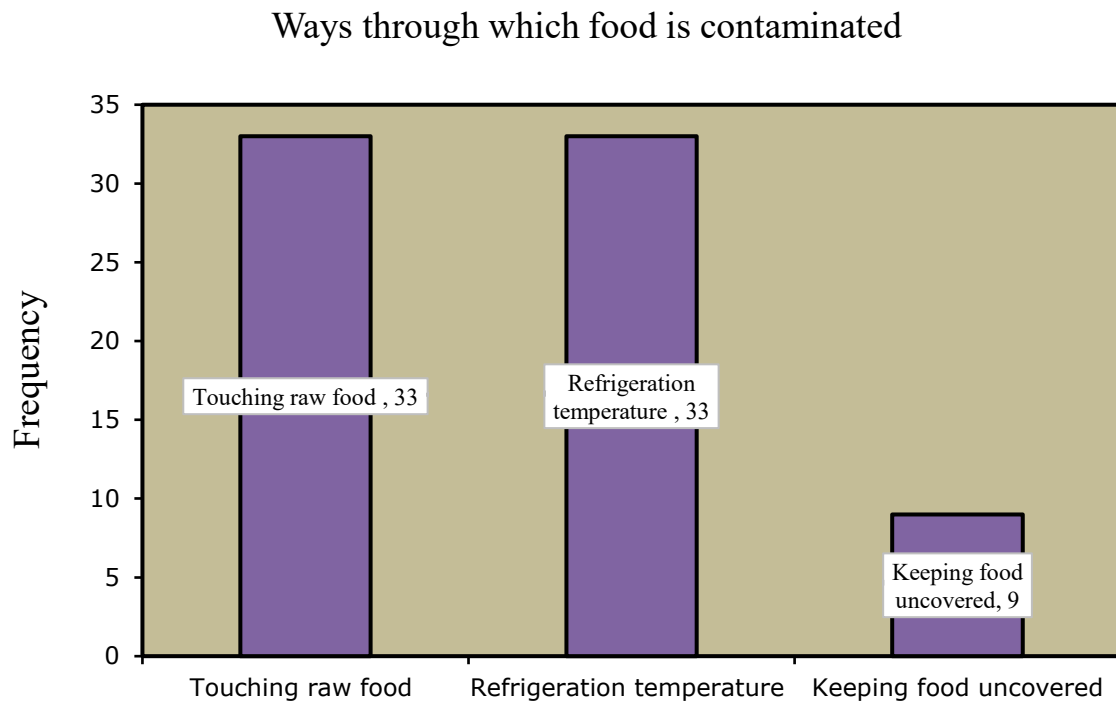 Ways through which food is contaminated
Frequency
35
30
25
20
15
10
5
0
Touching raw food , 33
Refrigeration
temperature , 33
Keeping food
uncovered, 9
Touching raw food
Refrigeration temperature
Keeping food uncovered